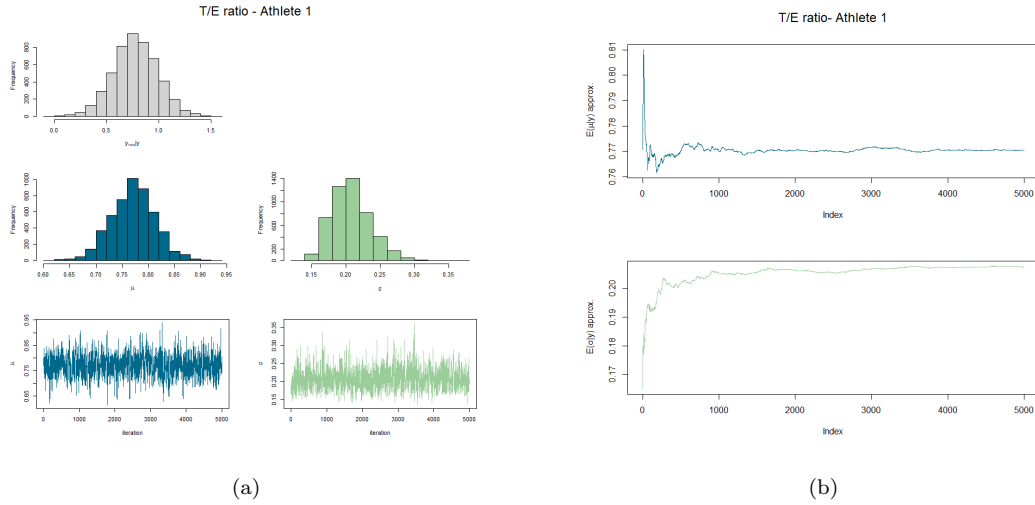 T/E ratio - Athlete 1
Frequency
0 200 400 600 800
0.0 0.5 1.0 1.5
Frequency
0 200 400 600 800 1000
0.60 0.65 0.70 0.75 0.80 0.85 0.90 0.95
μ
Frequency
0 200 600 1000 1400
0.15 0.20 0.25 0.30 0.35
σ
μ
0.65 0.75 0.85 0.95
0 1000 2000 3000 4000 5000
iteration
σ
0.15 0.20 0.25 0.30 0.35
0 1000 2000 3000 4000 5000
iteration
(a)
T/E ratio- Athlete 1
E(μ|y) approx.
0.76 0.77 0.78 0.79 0.80 0.81
0 1000 2000 3000 4000 5000
Index
E(σ|y) approx.
0.17 0.18 0.19 0.20
0 1000 2000 3000 4000 5000
Index
(b)